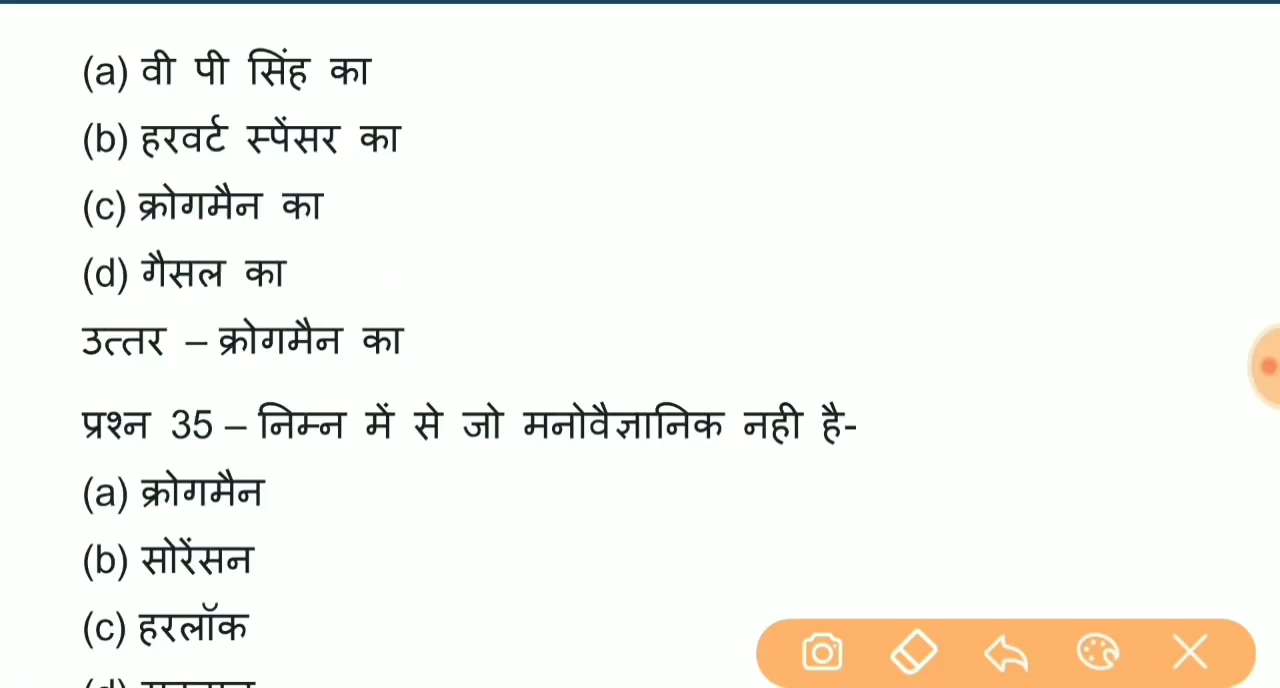 (a) वी पी सिंह का
(b) हरवर्ट स्पेंसर का
(c) क्रोगमैन का
(d) गैसल का
उत्तर – क्रोगमैन का
प्रश्न 35 – निम्न में से जो मनोवैज्ञानिक नही है-
(a) क्रोगमैन
(b) सोरेंसन
(c) हरलॉक